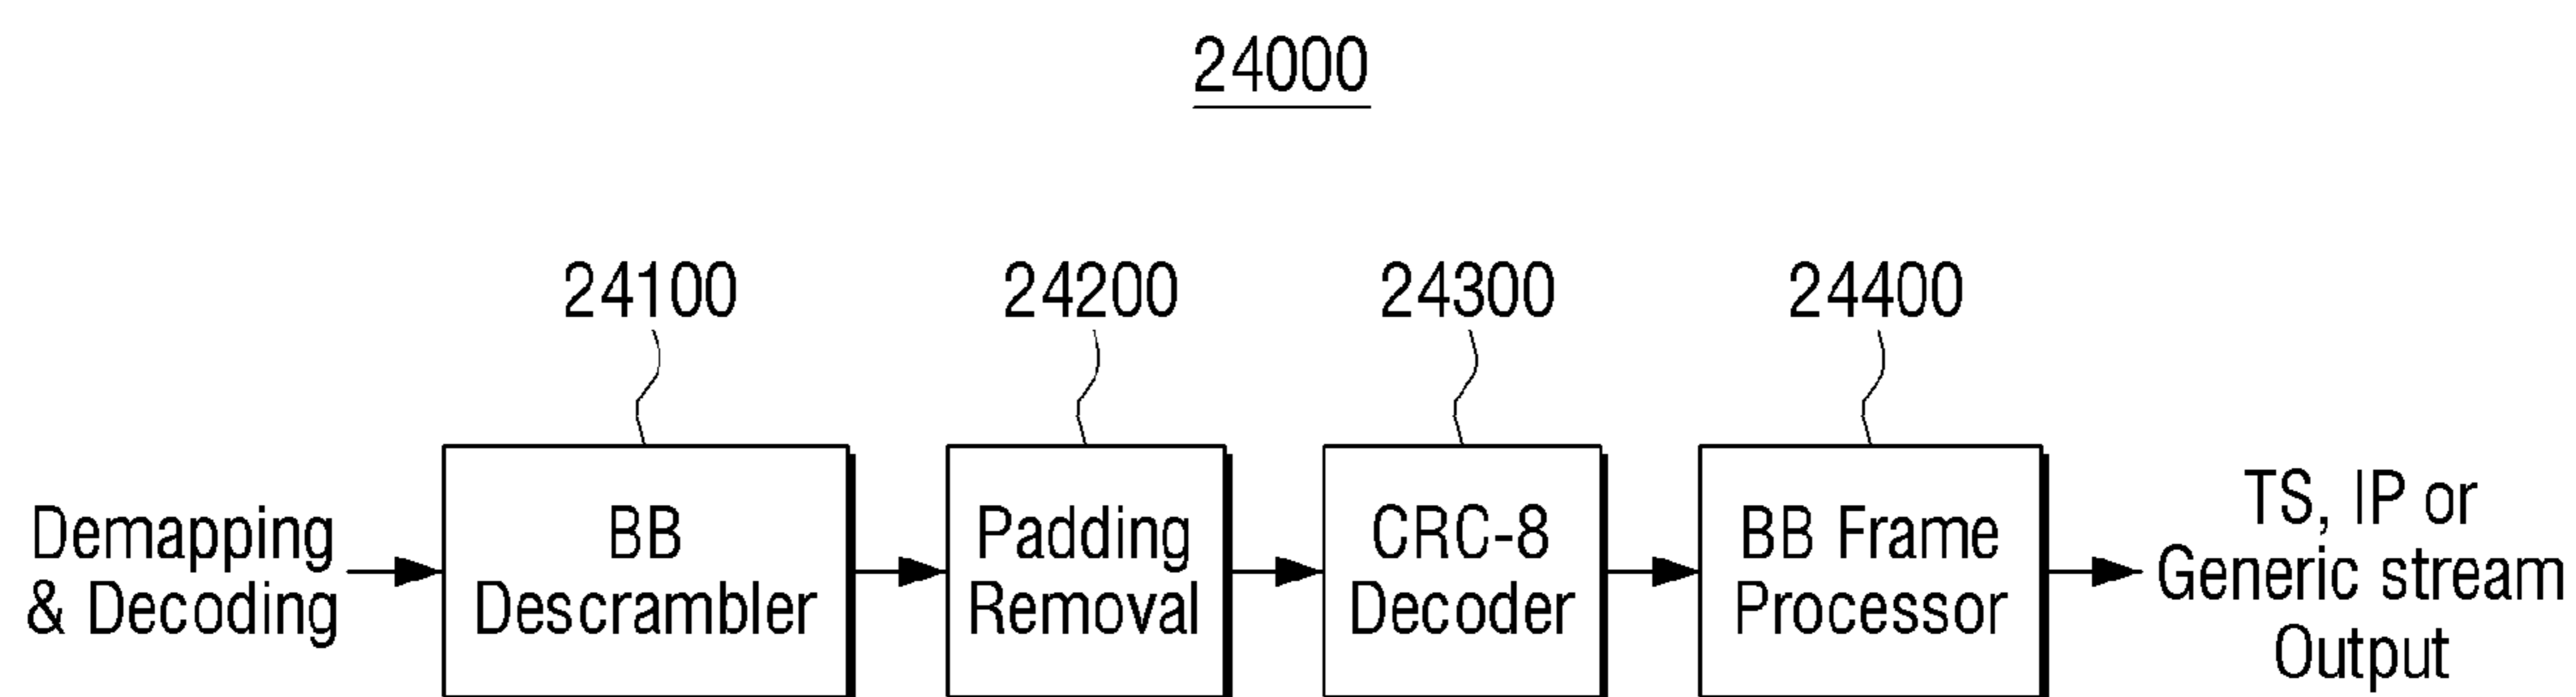 24000
24100
24200
24300
24400
Demapping
& Decoding
BB
Descrambler
Padding
Removal
CRC-8
Decoder
BB Frame
Processor
TS, IP or
Generic stream
Output